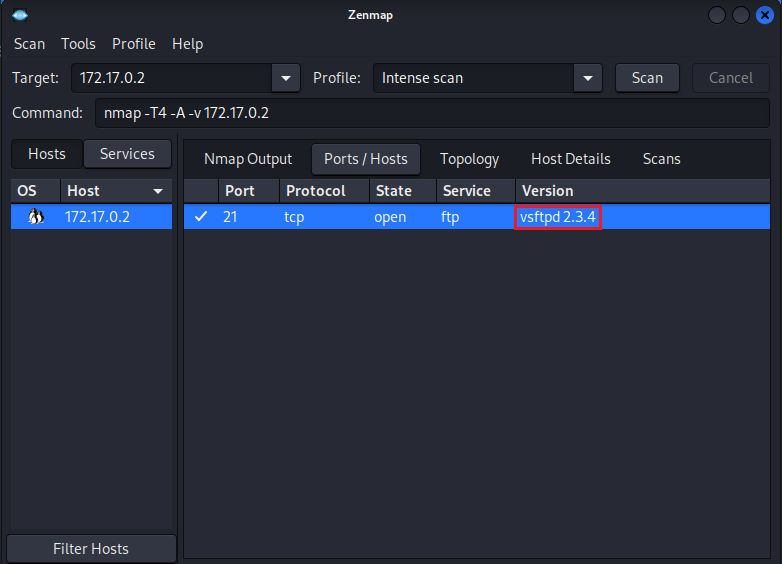 Zenmap
Scan Tools Profile Help
Target: 172.17.0.2 Profile: Intense scan Scan Cancel
Command: nmap -T4 -A -v 172.17.0.2
Hosts Services Nmap Output Ports / Hosts Topology Host Details Scans
OS Host Port Protocol State Service Version
172.17.0.2 21 tcp open ftp vsftpd 2.3.4
Filter Hosts